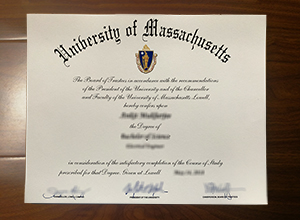 University of Massachusetts
The Board of Trustees in accordance with the recommendations
of the President of the University and of the Chancellor
and Faculty of the University of Massachusetts Lowell,
hereby confers upon
the Degree of
Bachelor of Science
in consideration of the satisfactory completion of the Course of Study
prescribed for that Degree. Given at Lowell